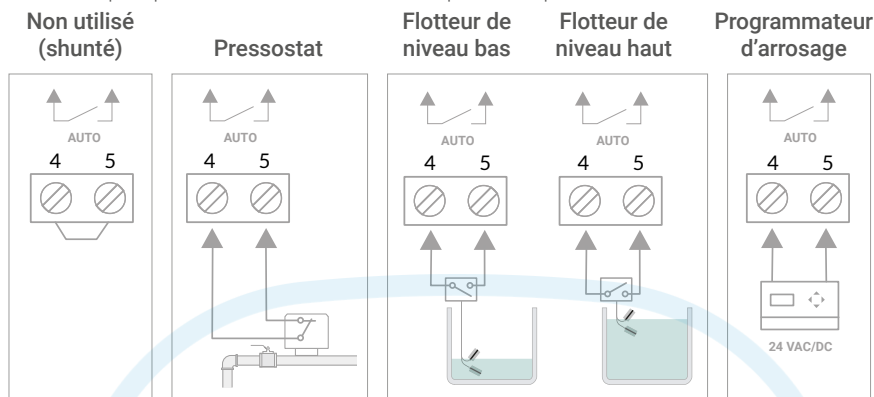 Non utilisé
(shunté)
Pressostat
Flotteur de
niveau bas
Flotteur de
niveau haut
Programmateur
d’arrosage
AUTO
4 5
AUTO
4 5
AUTO
4 5
AUTO
4 5
AUTO
4 5
24 VAC/DC